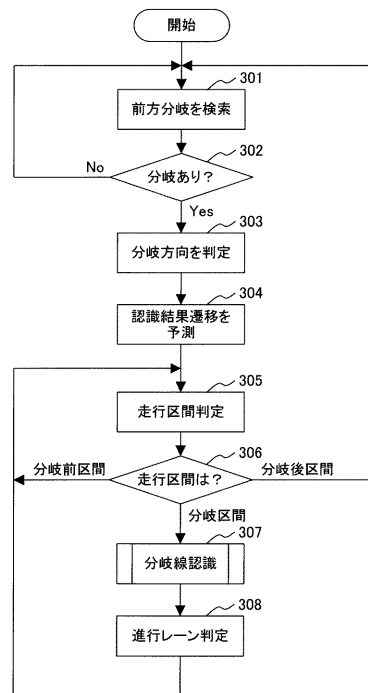 開始
301
前方分岐を検索
302
No
分岐あり?
Yes
303
分岐方向を判定
304
認識結果遷移を
予測
305
走行区間判定
306
分岐前区間
走行区間は?
分岐後区間
分岐区間
307
分岐線認識
308
進行レーン判定